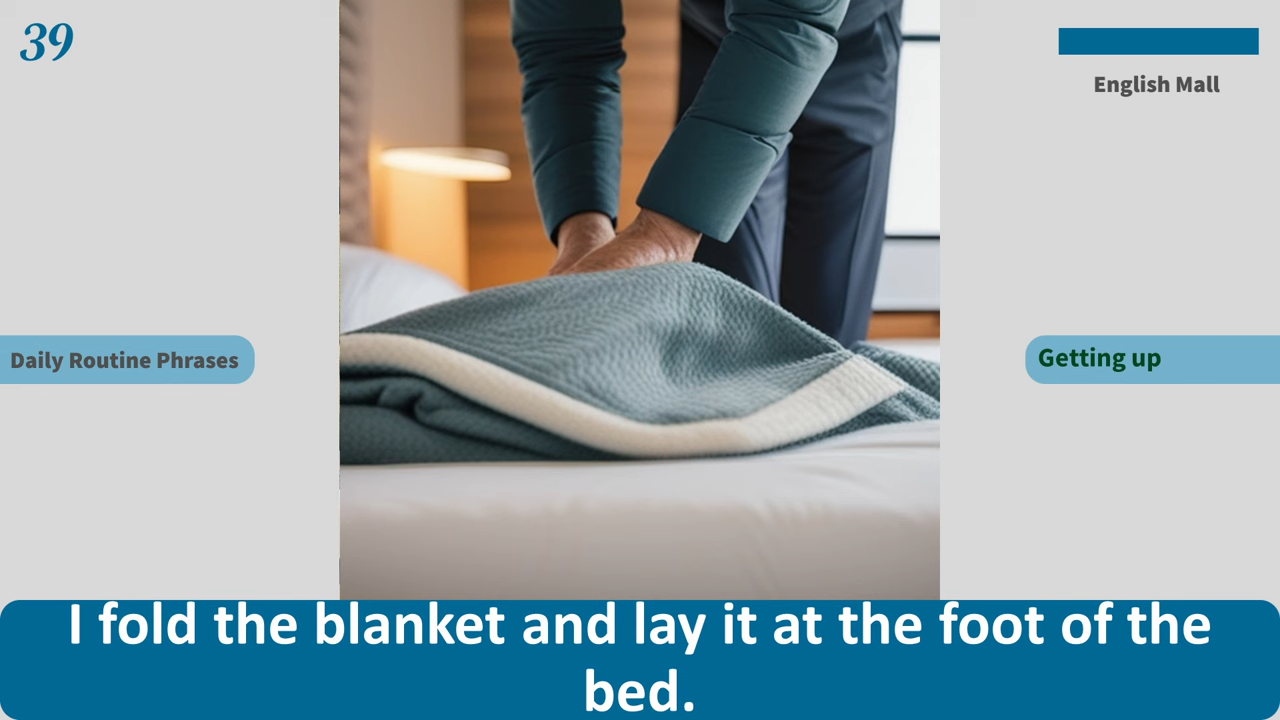 39
English Mall
Daily Routine Phrases
Getting up
I fold the blanket and lay it at the foot of the
bed.